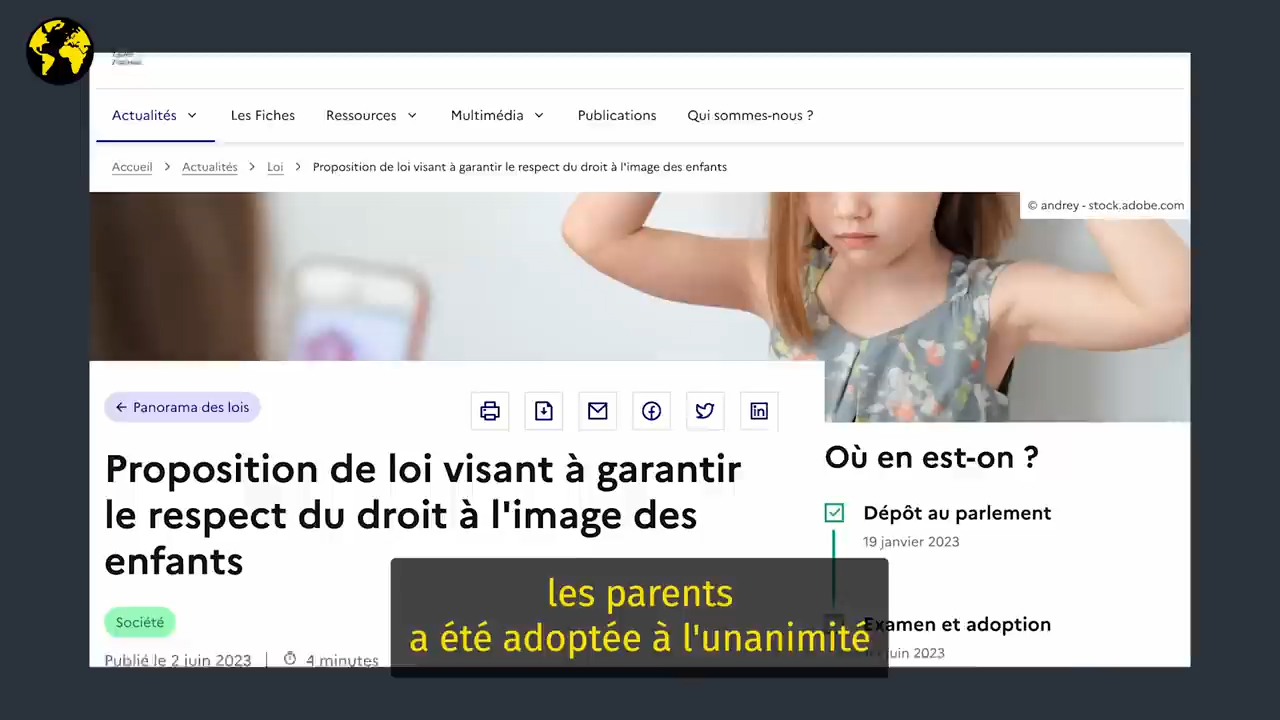 Actualités
Les Fiches
Ressources
Multimédia
Publications
Qui sommes-nous ?
Accueil > Actualités > Loi > Proposition de loi visant à garantir le respect du droit à l'image des enfants
© andrey - stock.adobe.com
← Panorama des lois
Proposition de loi visant à garantir
le respect du droit à l'image des
enfants
Société
Publié le 2 juin 2023 | 4 minutes
Où en est-on ?
Dépôt au parlement
19 janvier 2023
Examen et adoption
juin 2023
les parents
a été adoptée à l'unanimité